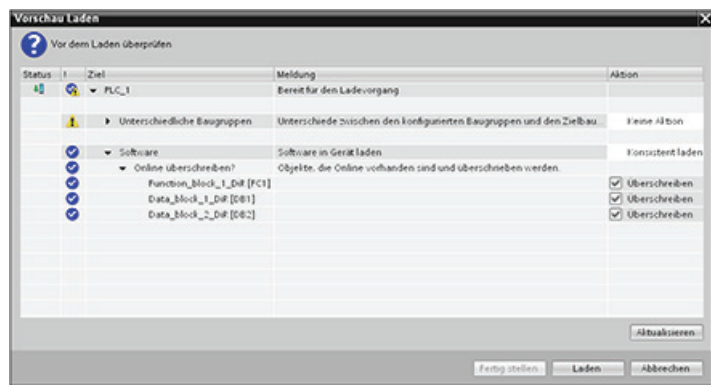 Vorschau Laden
Vor dem Laden überprüfen
Status ! Ziel Meldung Aktion
PLC_1 Bereit für den Ladevorgang
Unterschiedliche Baugruppen Unterschiede zwischen den konfigurierten Baugruppen und den Zielbau... Keine Aktion
Software Software in Gerät laden Konsistent laden
Online überschreiben? Objekte, die Online vorhanden sind und überschrieben werden.
Function_block_1_Diff [FC1] Überschreiben
Data_block_1_Diff [DB1] Überschreiben
Data_block_2_Diff [DB2] Überschreiben
Aktualisieren
Fertig stellen Laden Abbrechen